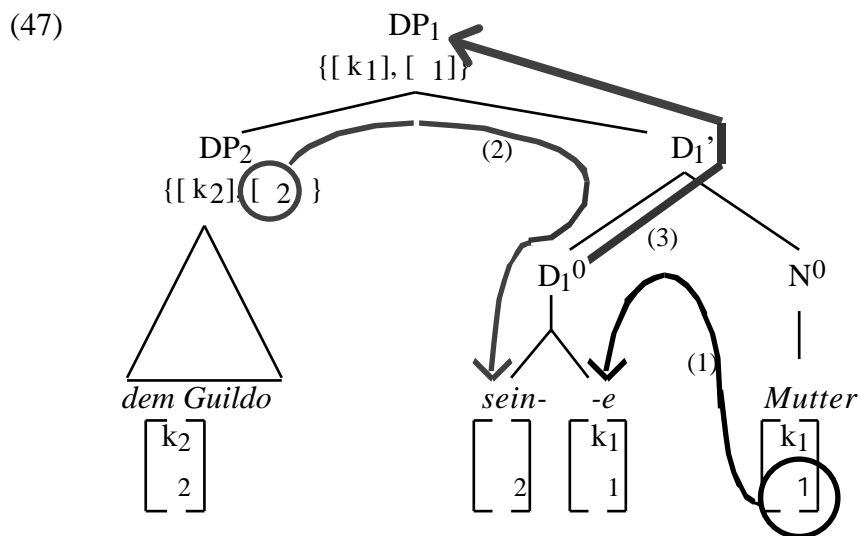 (47)
DP₁
{[ k₁], [ ₁]}
DP₂ (2) D₁’
{[ k₂], [ ₂ }
(3)
D₁⁰ N⁰
(1)
dem Guildo sein- -e Mutter
k₂ k₁ k₁
2 2 1 1